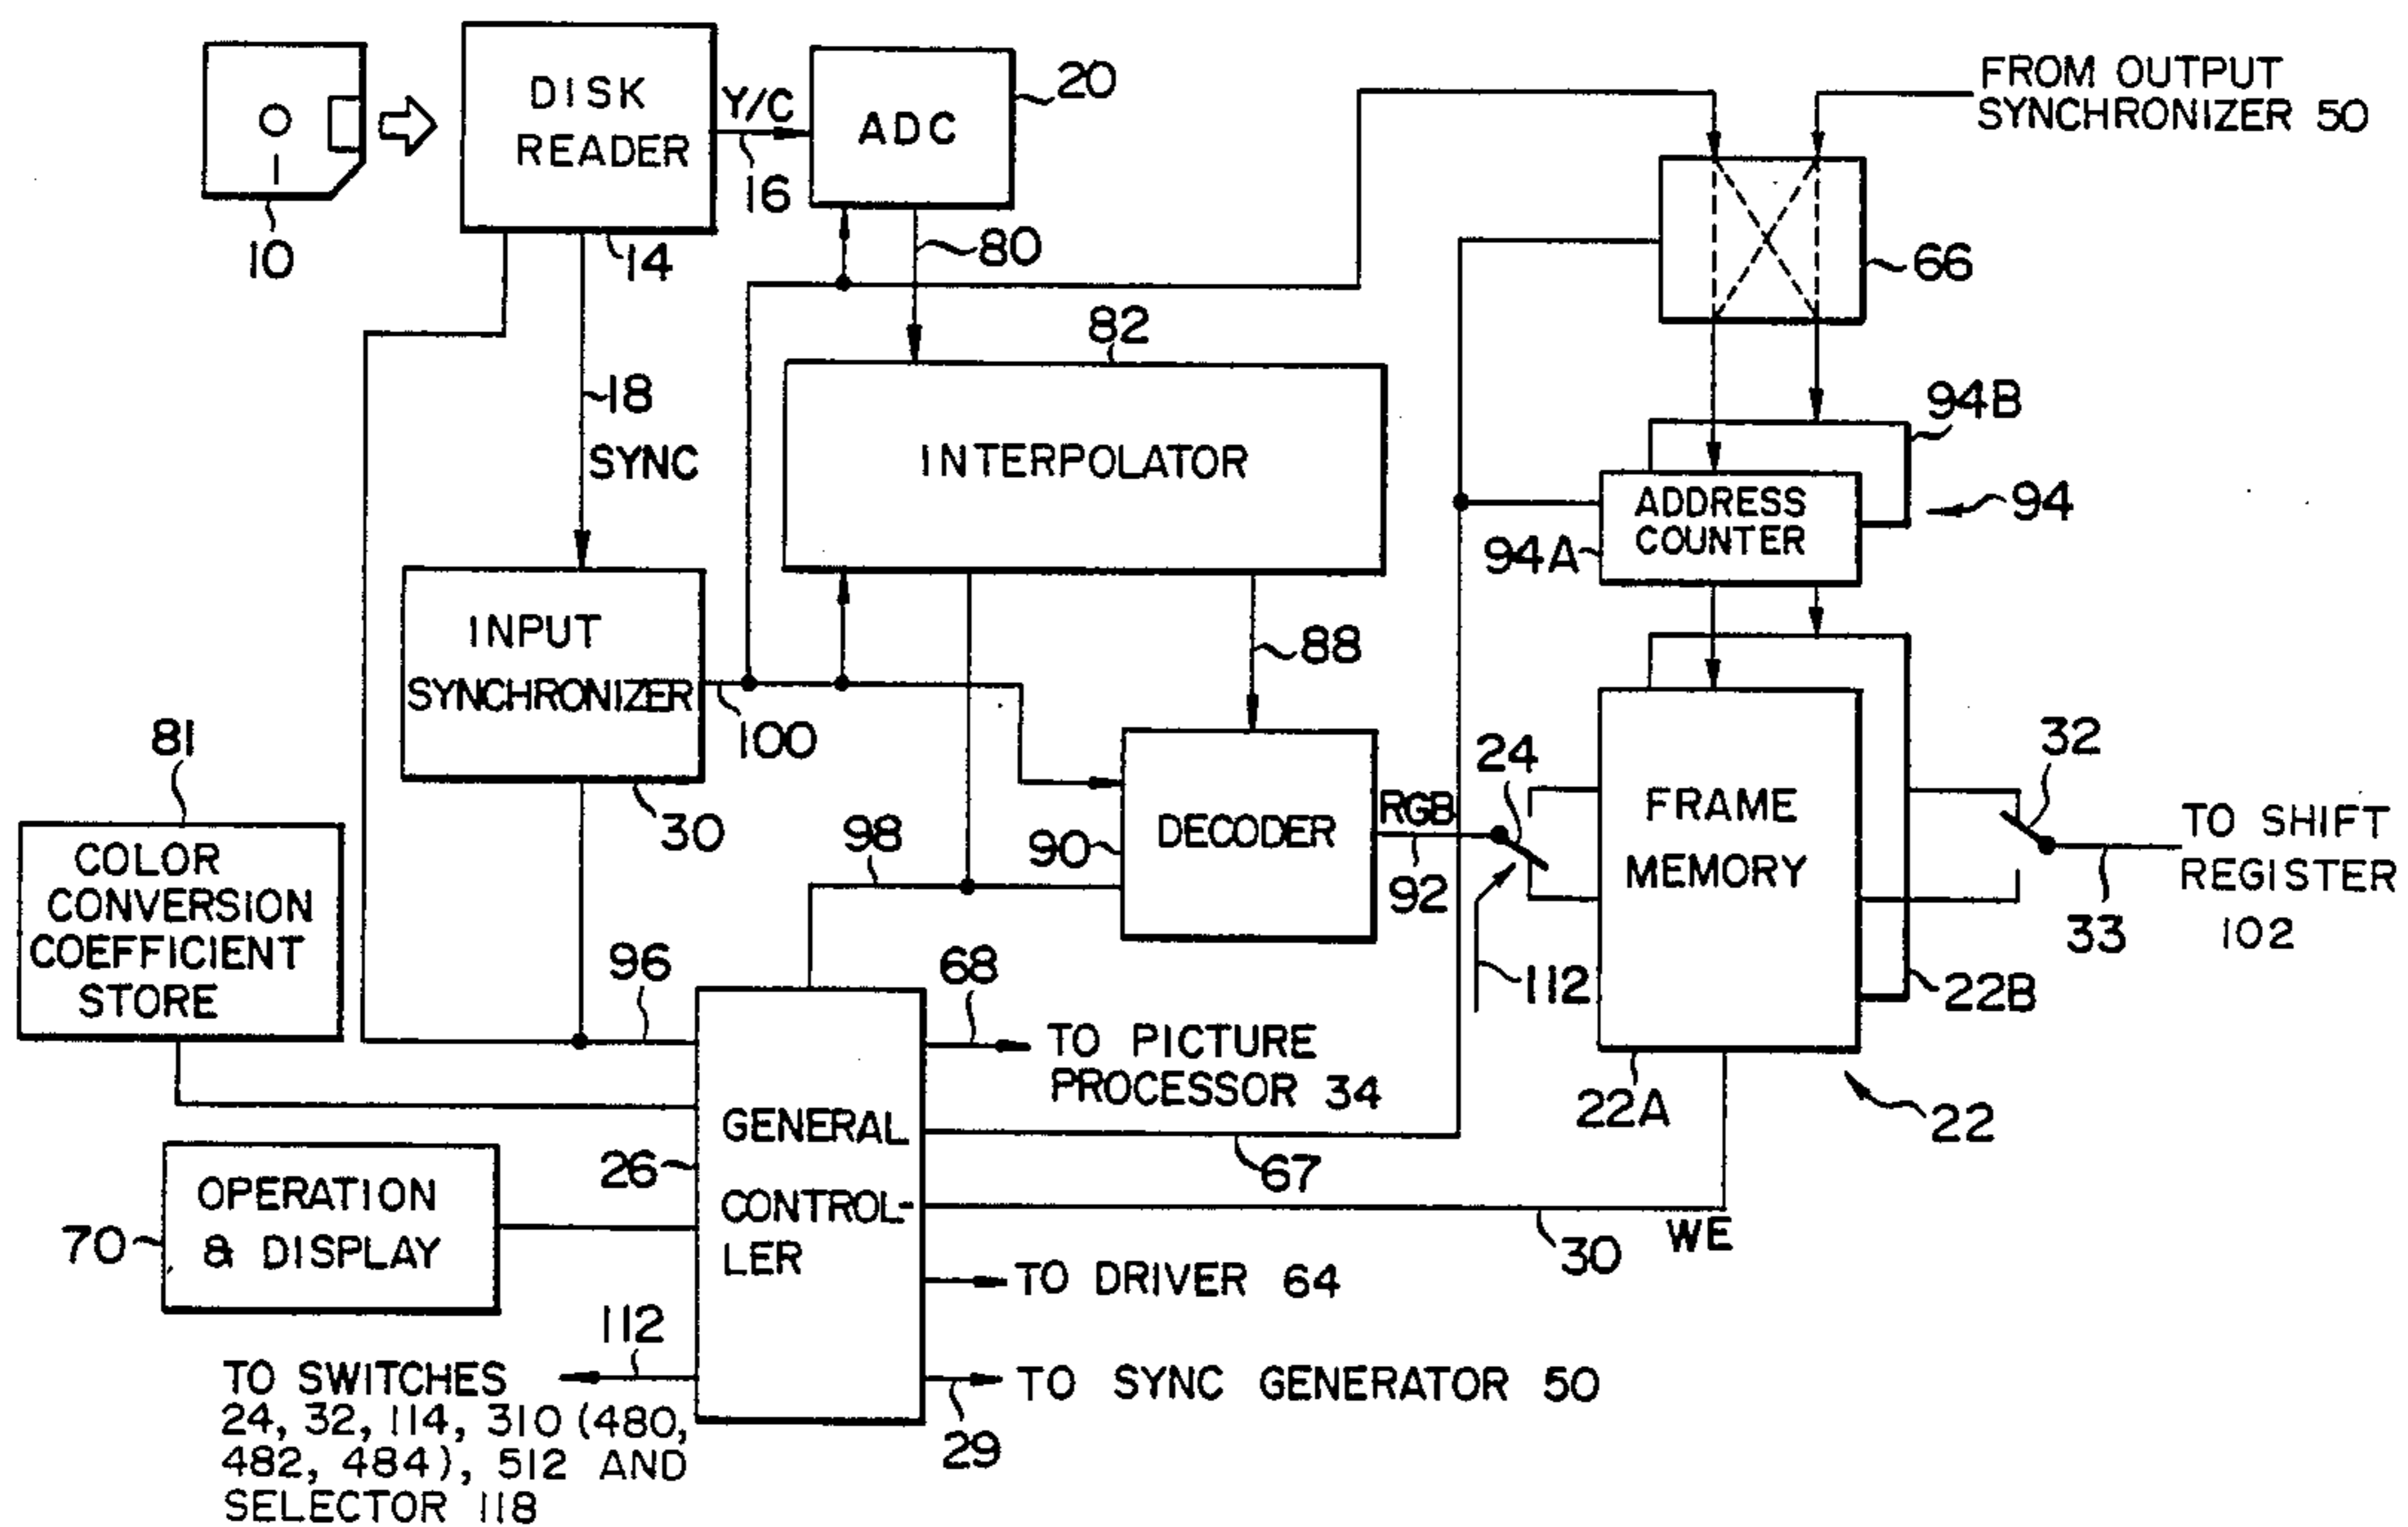 DISK
READER
Y/C
ADC
20
16
10
14
80
FROM OUTPUT
SYNCHRONIZER 50
66
18
SYNC
82
INTERPOLATOR
94B
ADDRESS
COUNTER
94
94A
INPUT
SYNCHRONIZER
100
30
88
81
COLOR
CONVERSION
COEFFICIENT
STORE
98
90
DECODER
RGB
92
24
112
FRAME
MEMORY
32
33
TO SHIFT
REGISTER
102
22B
22A
22
96
68
TO PICTURE
PROCESSOR 34
26
GENERAL
CONTROL-
LER
67
30
WE
70
OPERATION
& DISPLAY
TO DRIVER 64
112
TO SWITCHES
24, 32, 114, 310 (480,
482, 484), 512 AND
SELECTOR 118
29
TO SYNC GENERATOR 50